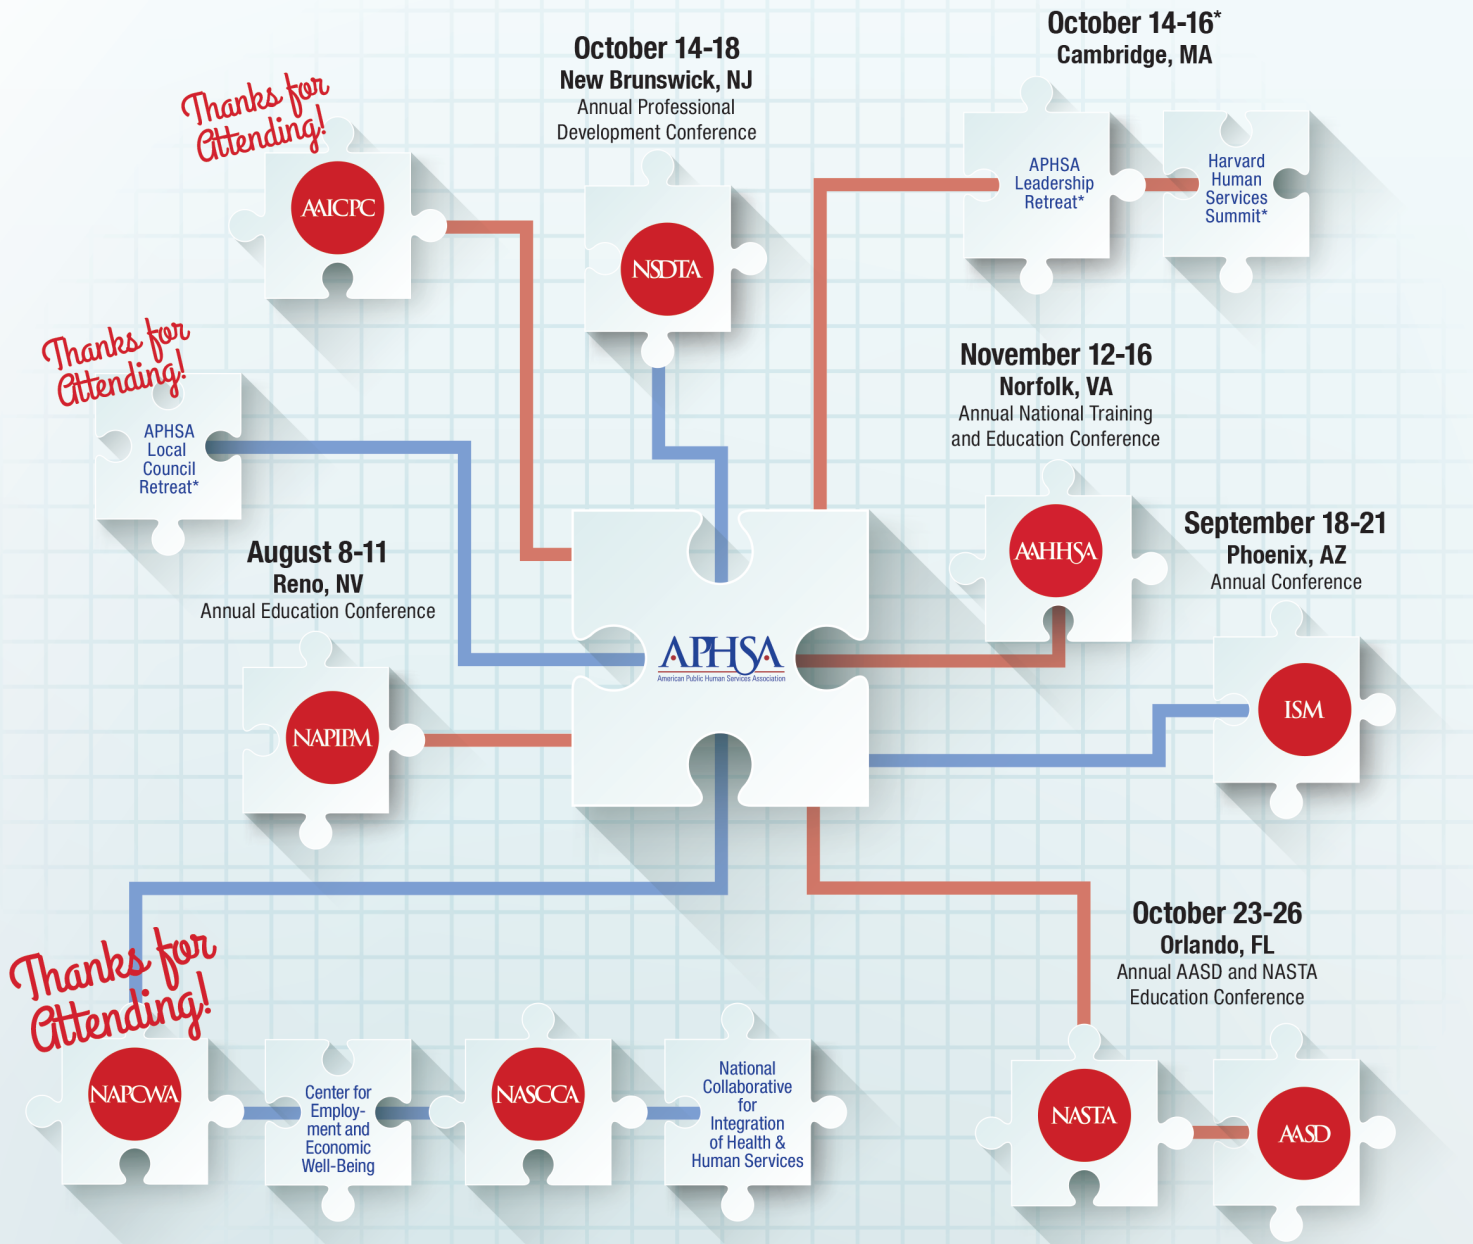 October 14-16*
Cambridge, MA
October 14-18
New Brunswick, NJ
Annual Professional
Development Conference
Thanks for
Attending!
AAICPC
NSDTA
APHSA
Leadership
Retreat*
Harvard
Human
Services
Summit*
Thanks for
Attending!
APHSA
Local
Council
Retreat*
November 12-16
Norfolk, VA
Annual National Training
and Education Conference
AAHHSA
September 18-21
Phoenix, AZ
Annual Conference
ISM
August 8-11
Reno, NV
Annual Education Conference
NAPIPM
APHSA
American Public Human Services Association
Thanks for
Attending!
NAPCWA
Center for
Employ-
ment and
Economic
Well-Being
NASCCA
National
Collaborative
for
Integration
of Health &
Human Services
October 23-26
Orlando, FL
Annual AASD and NASTA
Education Conference
NASTA
AASD